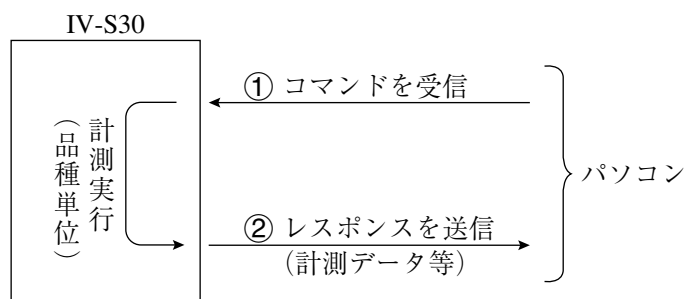 IV-S30
① コマンドを受信
計測実行
(品種単位)
パソコン
② レスポンスを送信
(計測データ等)